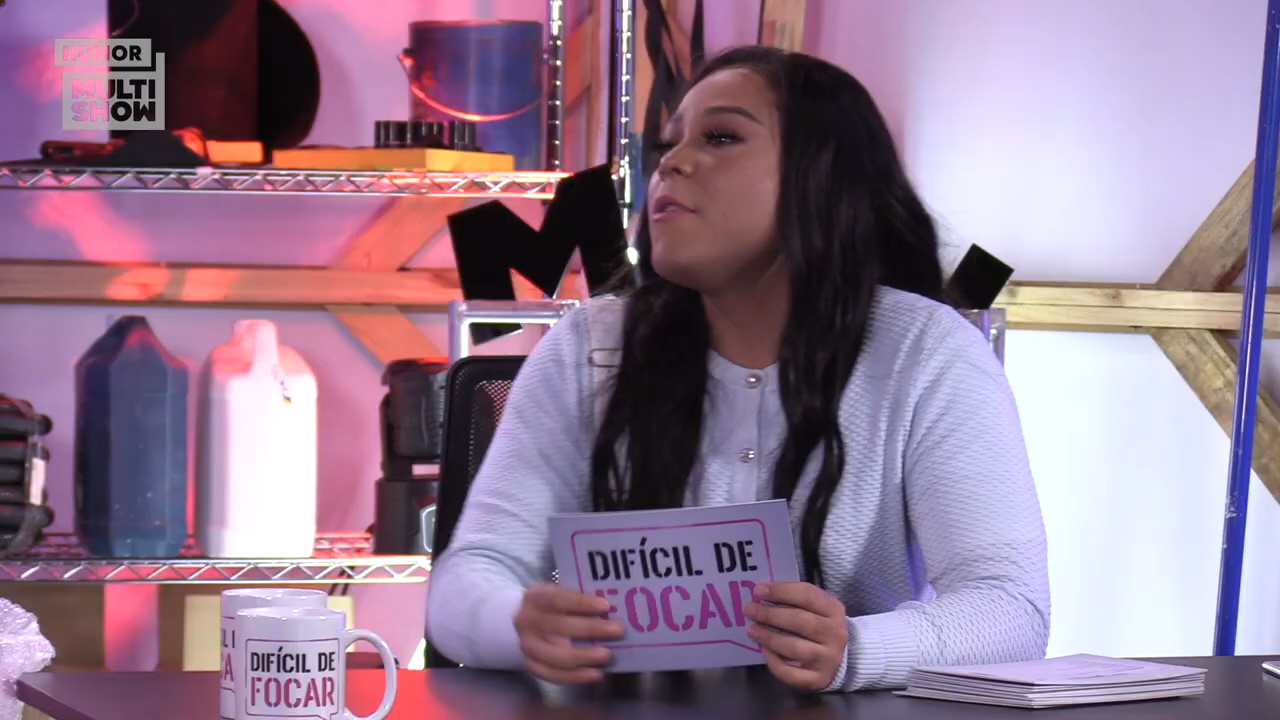 HUMOR
MULTI
SHOW
M
DIFÍCIL DE
FOCAR
DIFÍCIL DE
FOCAR